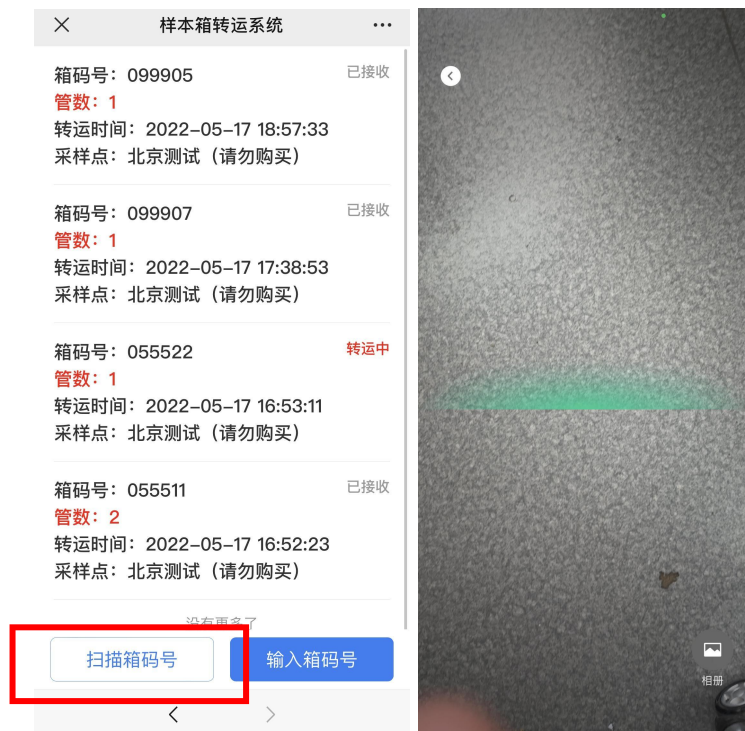 样本箱转运系统
箱码号：099905
已接收
管数：1
转运时间：2022-05-17 18:57:33
采样点：北京测试（请勿购买）
箱码号：099907
已接收
管数：1
转运时间：2022-05-17 17:38:53
采样点：北京测试（请勿购买）
箱码号：055522
转运中
管数：1
转运时间：2022-05-17 16:53:11
采样点：北京测试（请勿购买）
箱码号：055511
已接收
管数：2
转运时间：2022-05-17 16:52:23
采样点：北京测试（请勿购买）
没有更多了
扫描箱码号
输入箱码号
相册